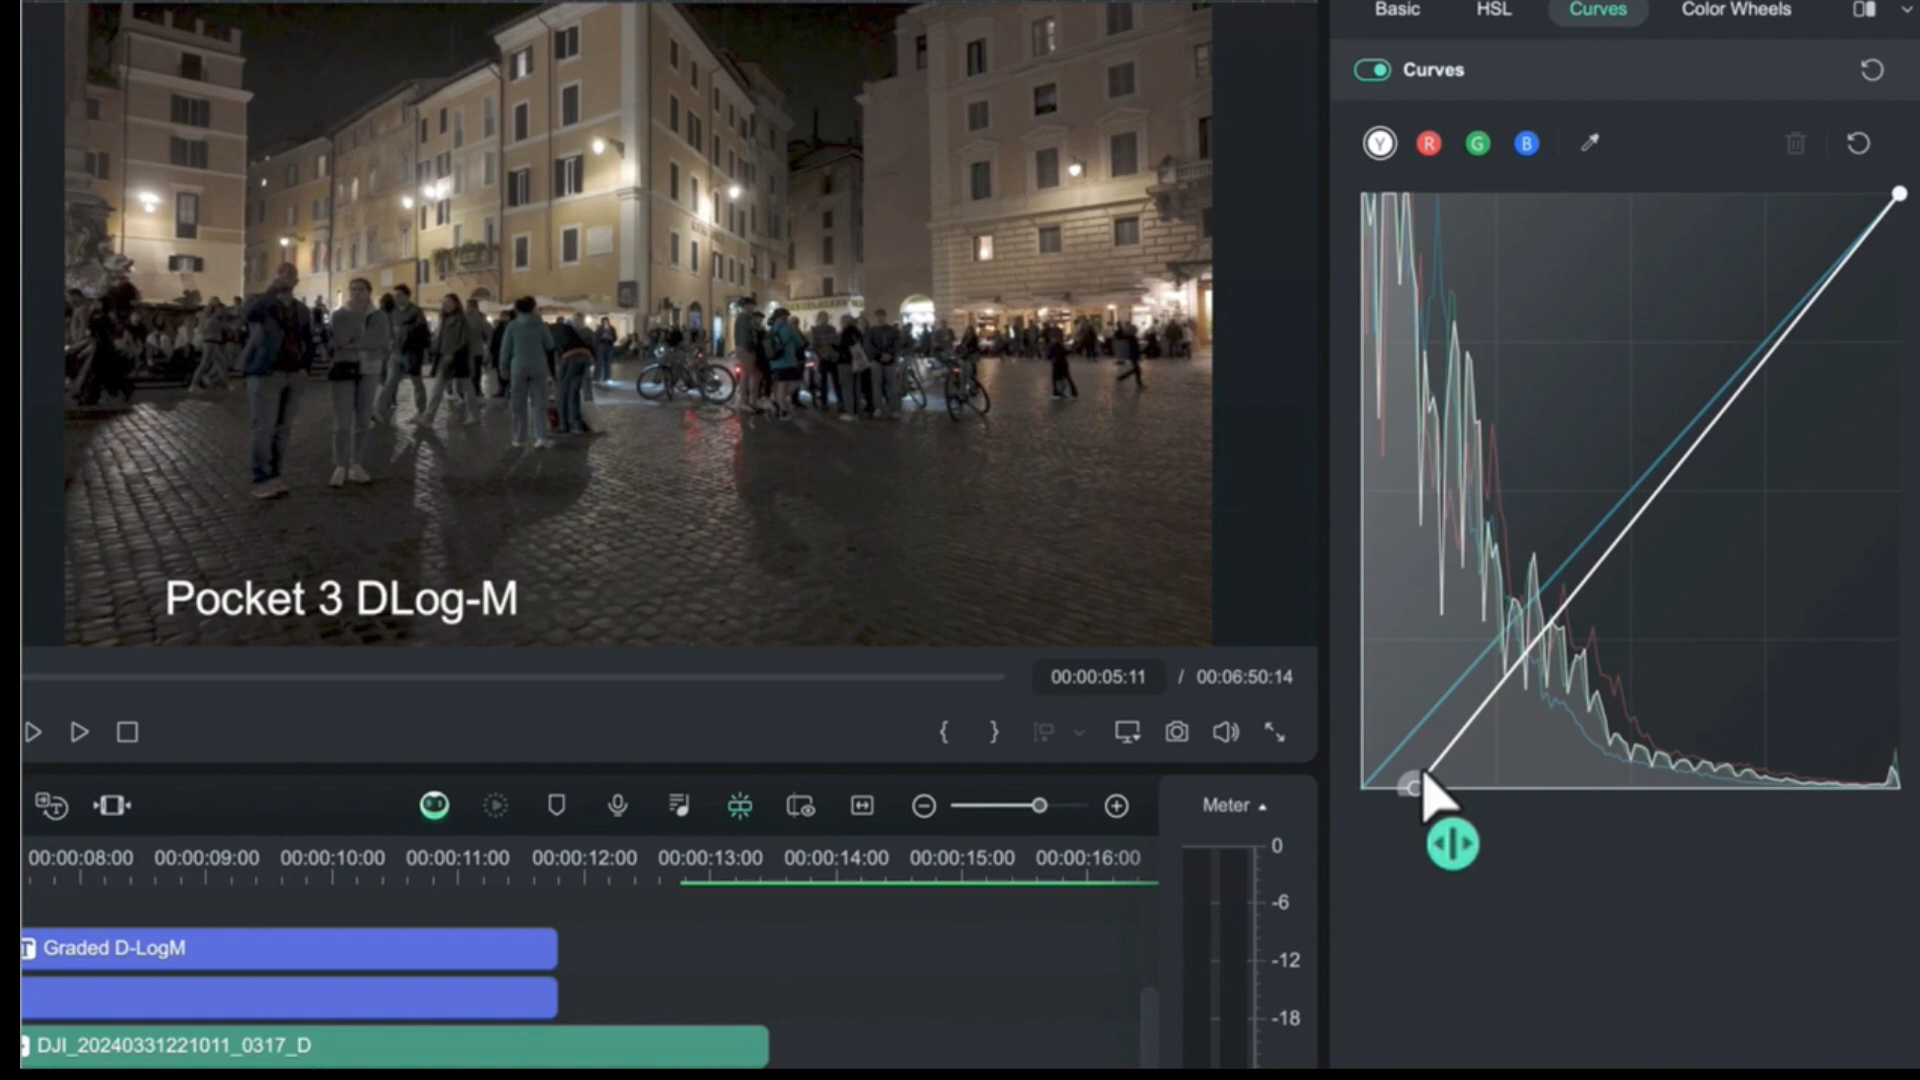 Basic HSL Curves Color Wheels
Curves
Y R G B
Pocket 3 DLog-M
00:00:05:11 / 00:06:50:14
{ }
Meter
00:00:08:00 00:00:09:00 00:00:10:00 00:00:11:00 00:00:12:00 00:00:13:00 00:00:14:00 00:00:15:00 00:00:16:00
0
-6
-12
-18
T Graded D-LogM
DJI_20240331221011_0317_D